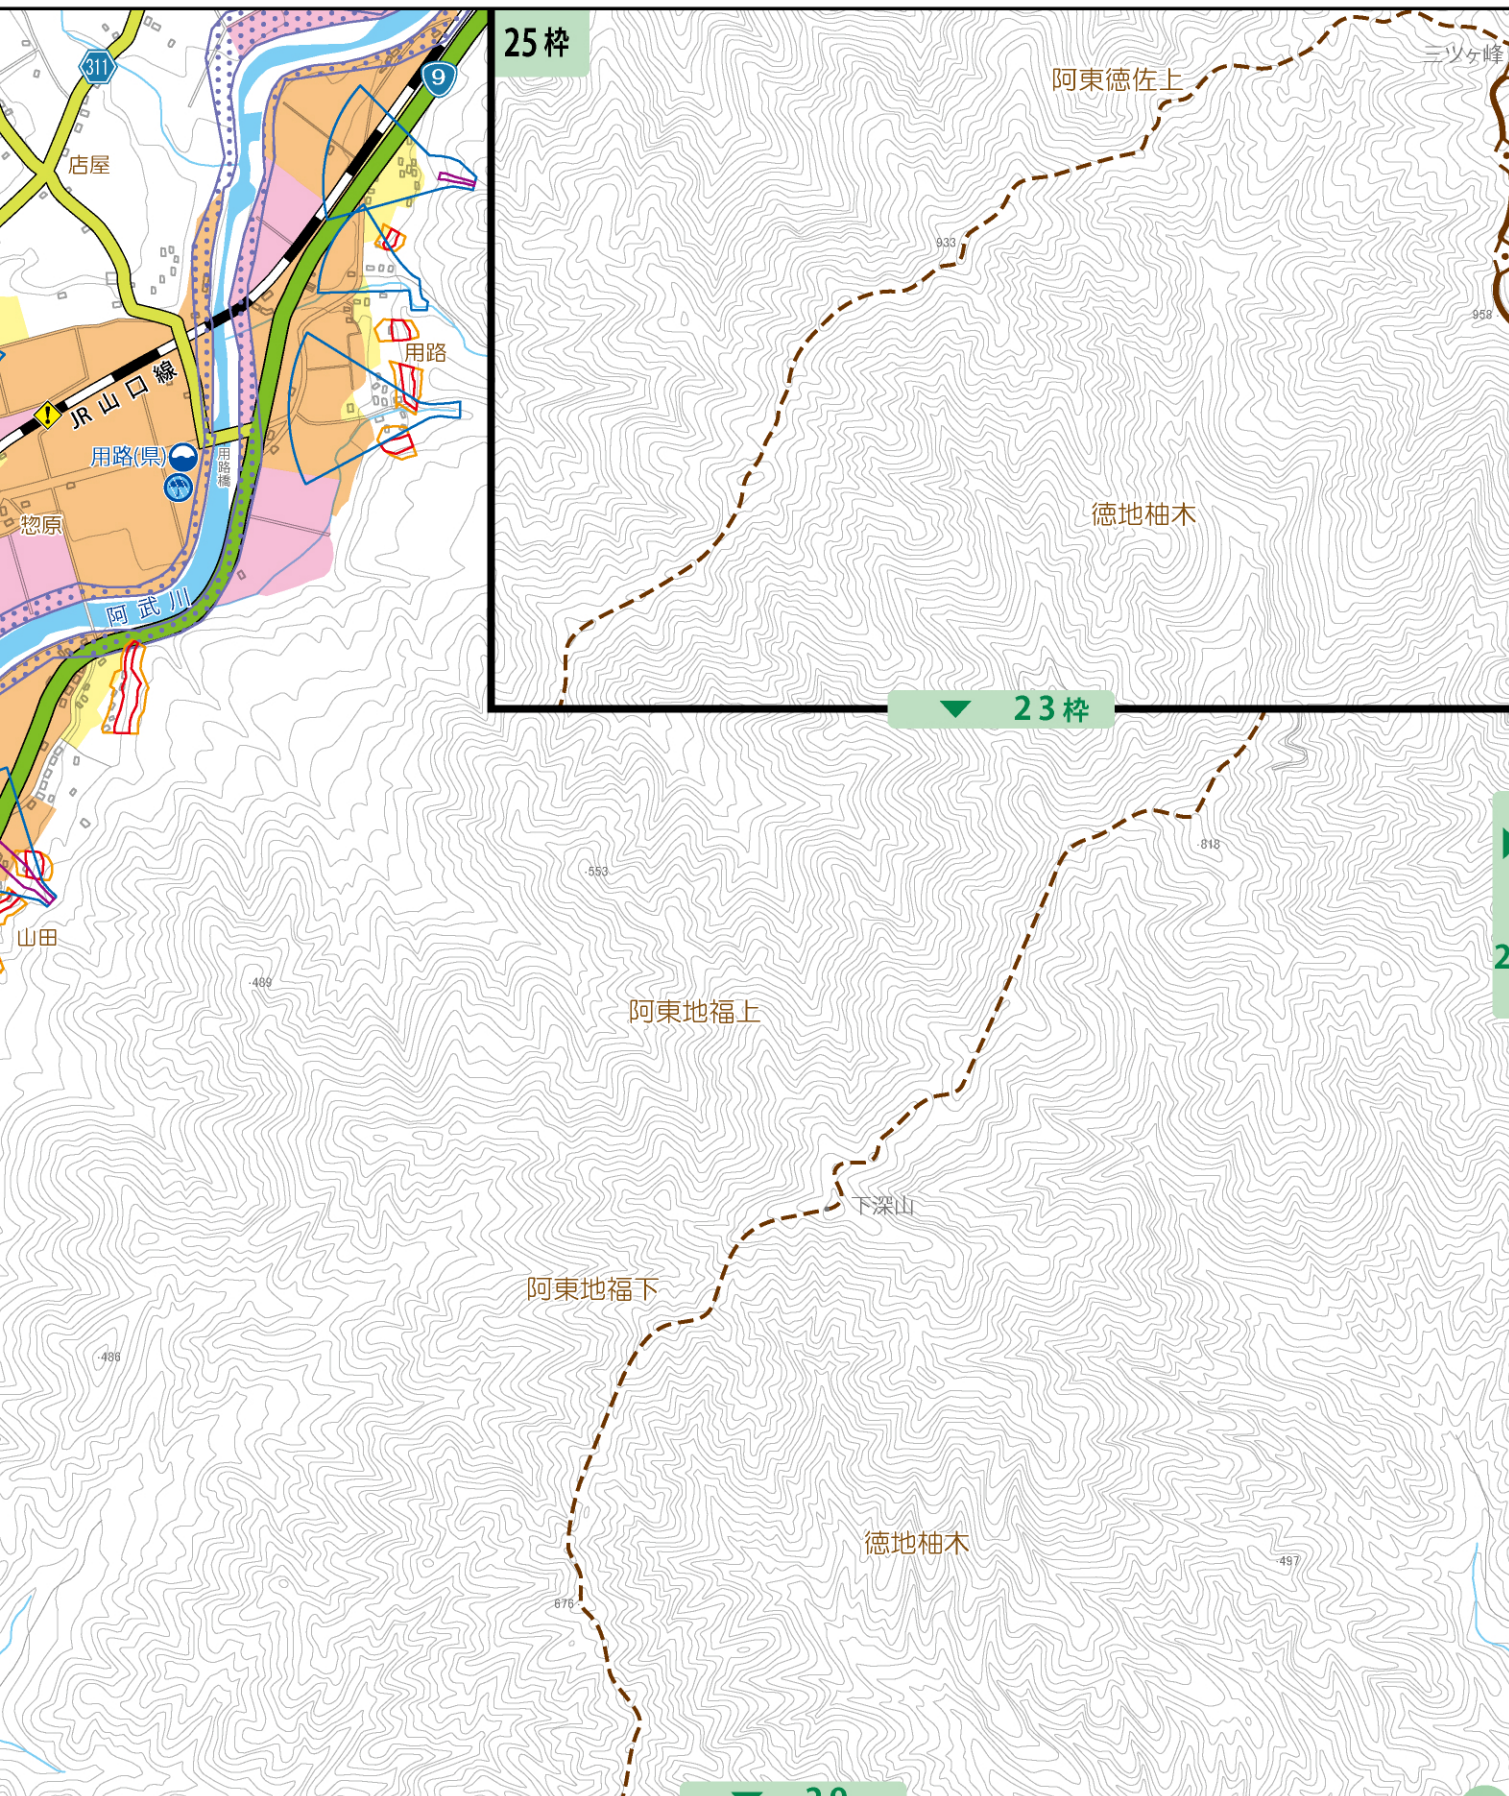 25枠
311
9
三ツヶ峰
阿東徳佐上
店屋
933
958
用路
JR山口線
用路(県)
用路橋
徳地柚木
惣原
阿武川
23枠
818
553
山田
489
阿東地福上
下深山
阿東地福下
486
徳地柚木
497
676